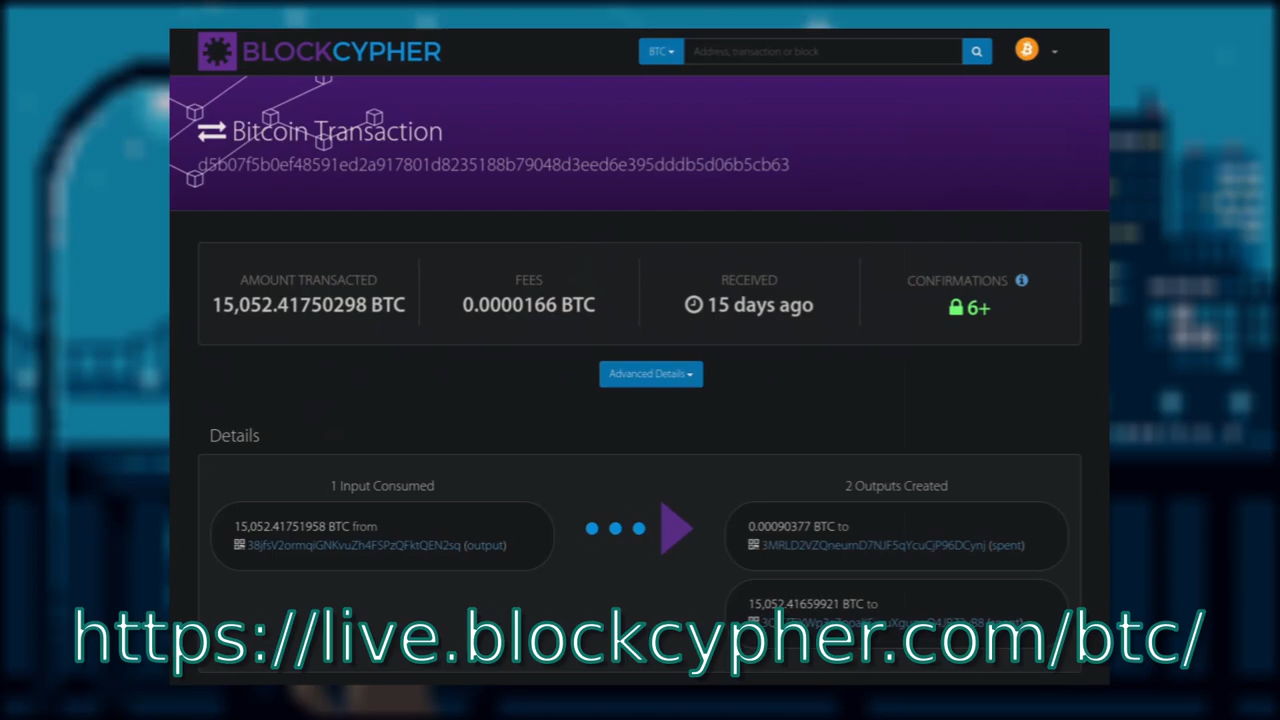 BLOCKCYPHER
BTC
Address, transaction or block
Bitcoin Transaction
d5b07f5b0ef48591ed2a917801d8235188b79048d3eed6e395dddb5d06b5cb63
AMOUNT TRANSACTED
15,052.41750298 BTC
FEES
0.0000166 BTC
RECEIVED
15 days ago
CONFIRMATIONS
6+
Advanced Details
Details
1 Input Consumed
15,052.41751958 BTC from
38jfsV2ormqiGNKvuZh4FSPzQFktQEN2sq (output)
2 Outputs Created
0.00090377 BTC to
3MRLD2VZQneumD7NJF5qYcuCjP96DCynj (spent)
15,052.41659921 BTC to
https://live.blockcypher.com/btc/